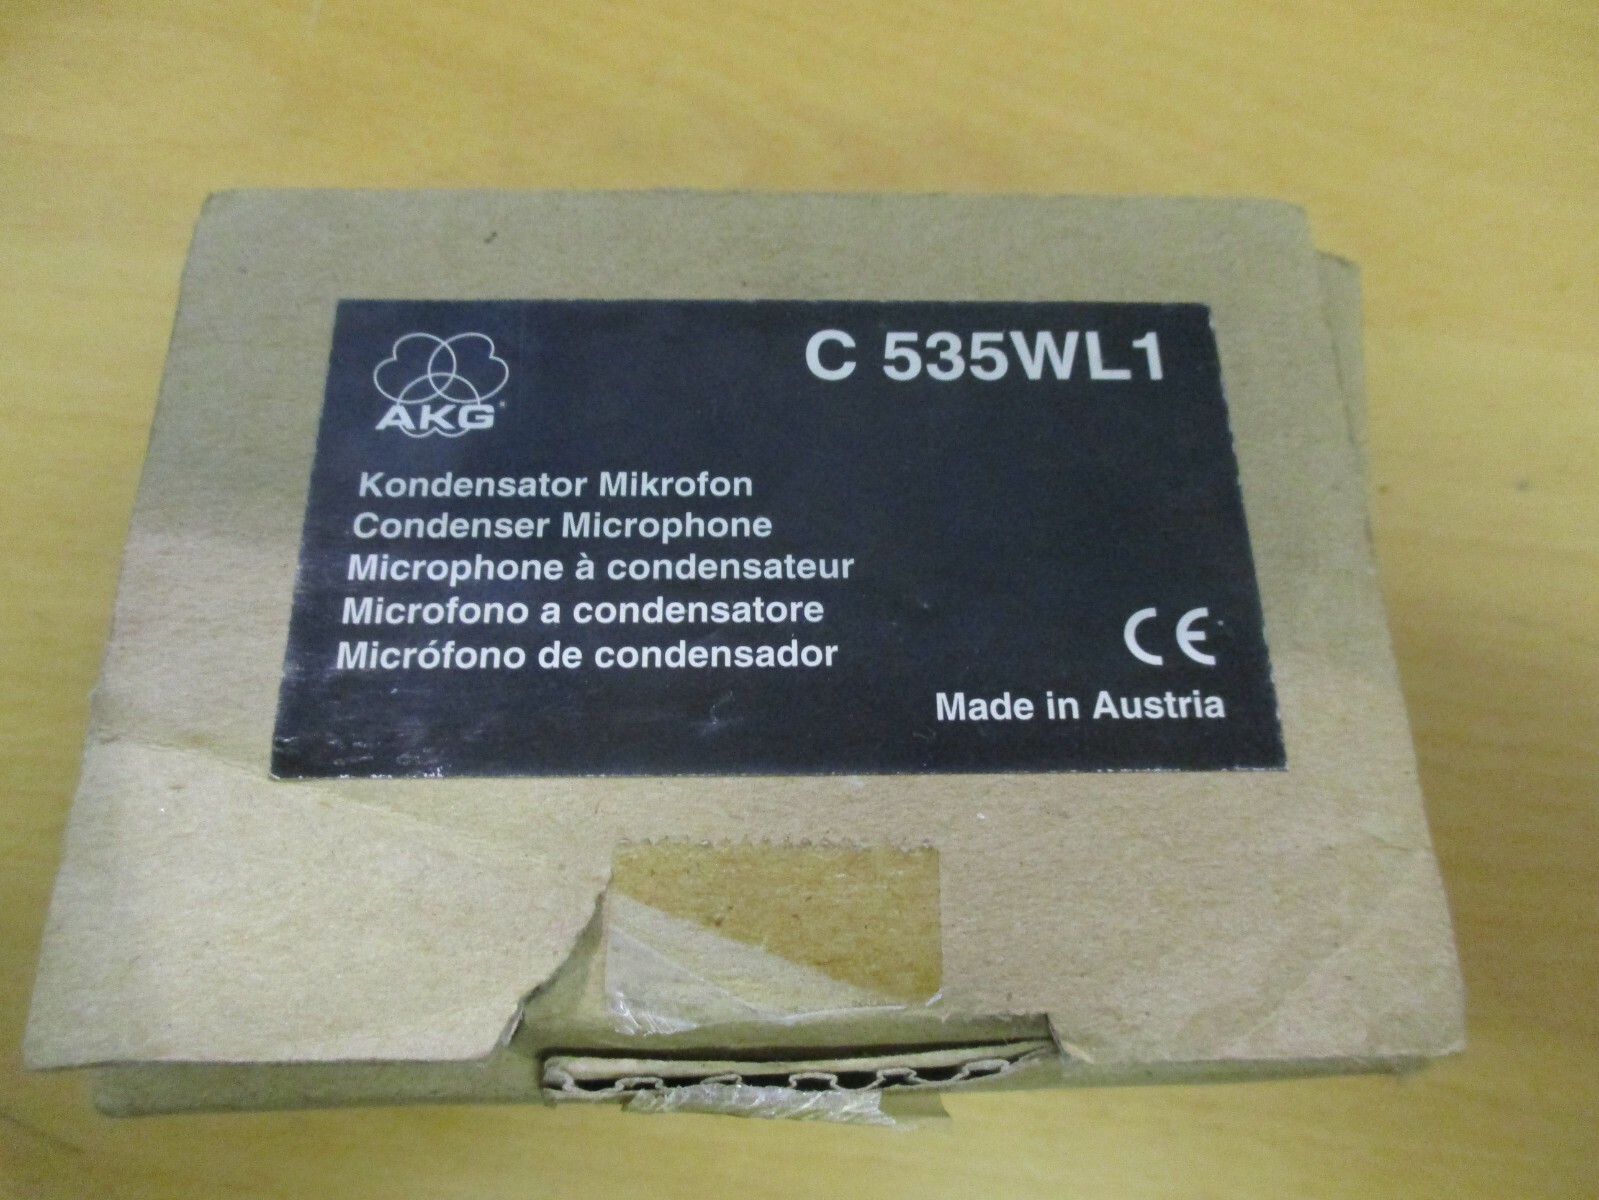 AKG
C 535WL1
Kondensator Mikrofon
Condenser Microphone
Microphone à condensateur
Microfono a condensatore
Micrófono de condensador
CE
Made in Austria